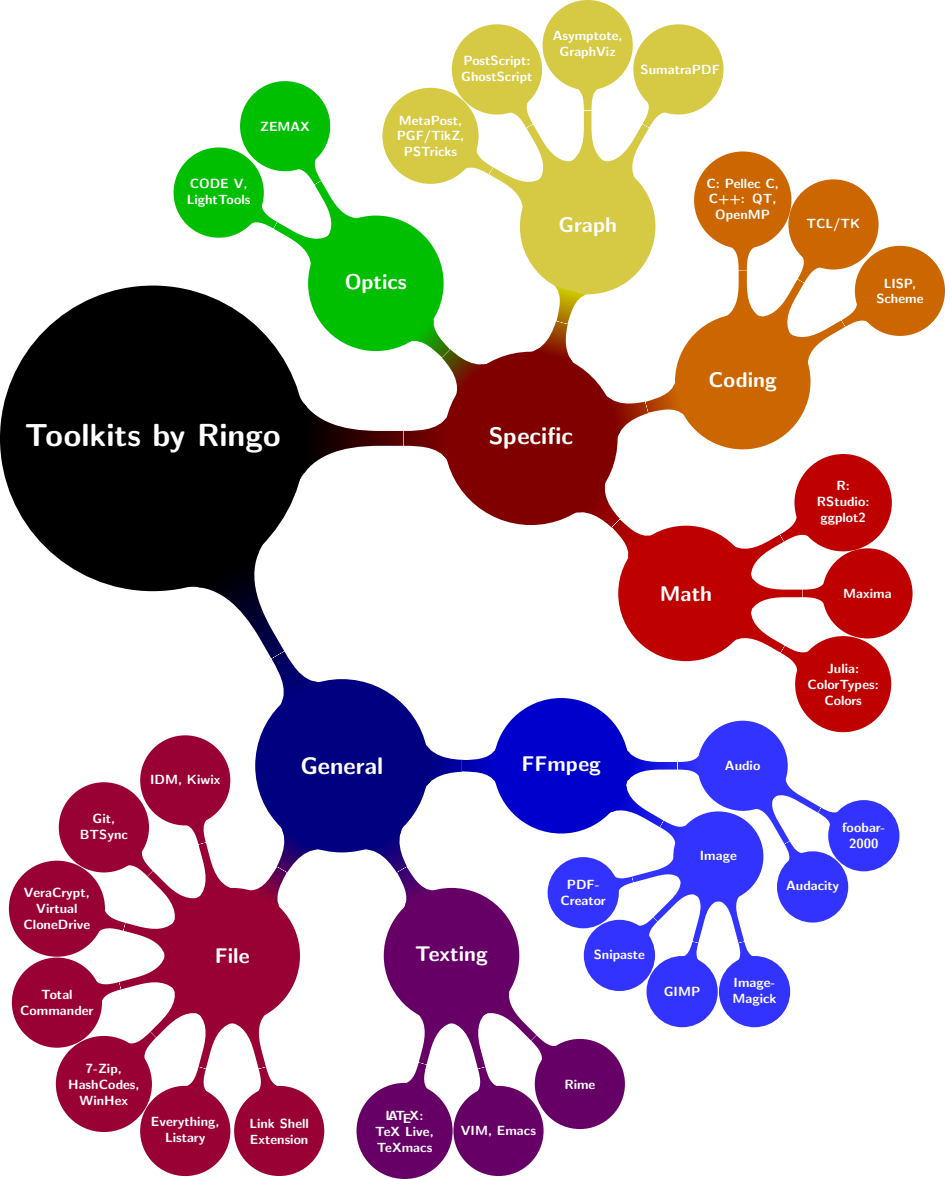 Asymptote,
GraphViz
PostScript:
GhostScript
SumatraPDF
MetaPost,
PGF/TikZ,
PSTricks
Graph
ZEMAX
CODE V,
LightTools
Optics
C: Pellec C,
C++: QT,
OpenMP
TCL/TK
LISP,
Scheme
Coding
Toolkits by Ringo
Specific
R:
RStudio:
ggplot2
Maxima
Julia:
ColorTypes:
Colors
Math
General
FFmpeg
Audio
foobar-
2000
Audacity
Image
PDF-
Creator
Snipaste
GIMP
Image-
Magick
IDM, Kiwix
Git,
BTSync
VeraCrypt,
Virtual
CloneDrive
Total
Commander
7-Zip,
HashCodes,
WinHex
Everything,
Listary
Link Shell
Extension
File
Texting
LATEX:
TeX Live,
TeXmacs
VIM, Emacs
Rime